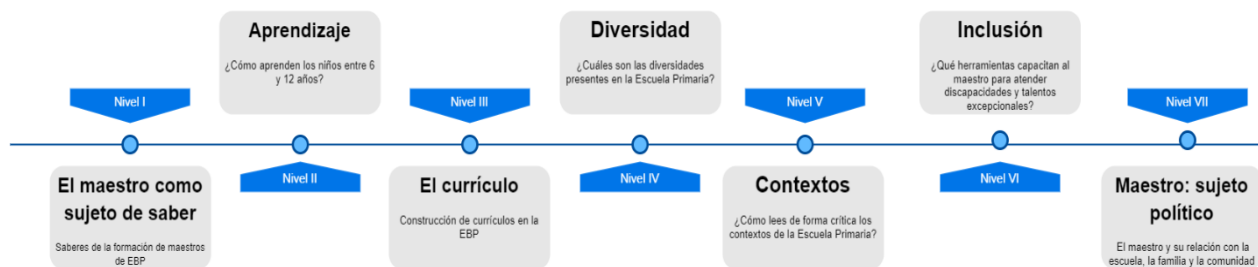 Aprendizaje
¿Cómo aprenden los niños entre 6
y 12 años?
Diversidad
¿Cuáles son las diversidades
presentes en la Escuela Primaria?
Inclusión
¿Qué herramientas capacitan al
maestro para atender
discapacidades y talentos
excepcionales?
Nivel I
Nivel III
Nivel V
Nivel VII
Nivel II
Nivel IV
Nivel VI
El maestro como
sujeto de saber
Saberes de la formación de maestros
de EBP
El currículo
Construcción de currículos en la
EBP
Contextos
¿Cómo lees de forma crítica los
contextos de la Escuela Primaria?
Maestro: sujeto
político
El maestro y su relación con la
escuela, la familia y la comunidad